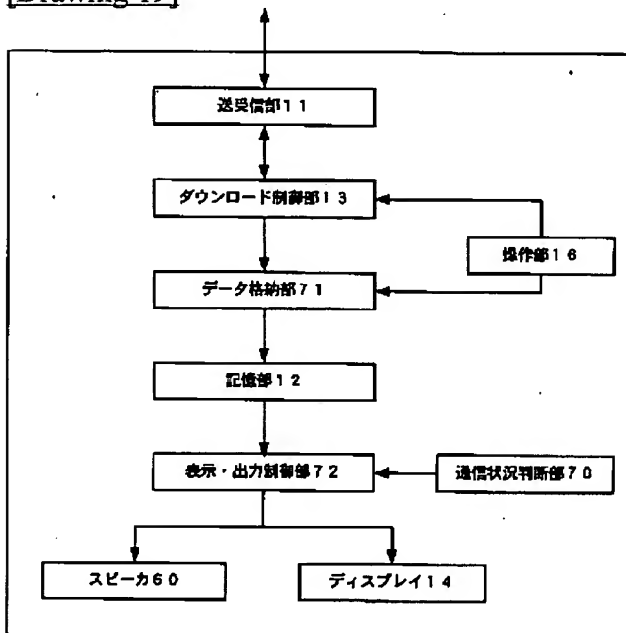 [Drawing 19]
送受信部11
ダウンロード制御部13
操作部16
データ格納部71
記憶部12
表示・出力制御部72
通信状況判断部70
スピーカ60
ディスプレイ14